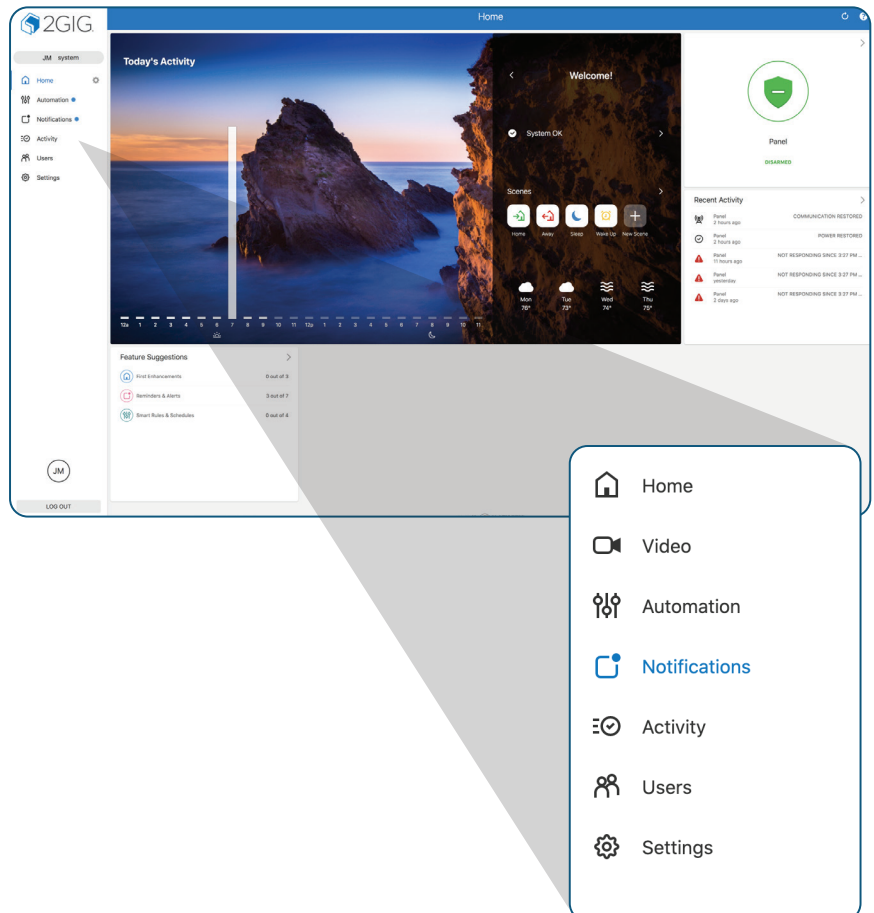 2GIG.
Home
JM system
Home
Automation
Notifications
Activity
Users
Settings
JM
LOG OUT
Today's Activity
12a 1 2 3 4 5 6 7 8 9 10 11 12p 1 2 3 4 5 6 7 8 9 10 11
Welcome!
System OK
Scenes
Home Away Sleep Wake Up New Scene
Mon Tue Wed Thu
76° 73° 74° 75°
Panel
DISARMED
Recent Activity
Panel COMMUNICATION RESTORED
2 hours ago
Panel POWER RESTORED
2 hours ago
Panel NOT RESPONDING SINCE 3:27 PM ...
11 hours ago
Panel NOT RESPONDING SINCE 3:27 PM ...
yesterday
Panel NOT RESPONDING SINCE 3:27 PM ...
2 days ago
Feature Suggestions
First Enhancements 0 out of 3
Reminders & Alerts 3 out of 7
Smart Rules & Schedules 0 out of 4
Home
Video
Automation
Notifications
Activity
Users
Settings